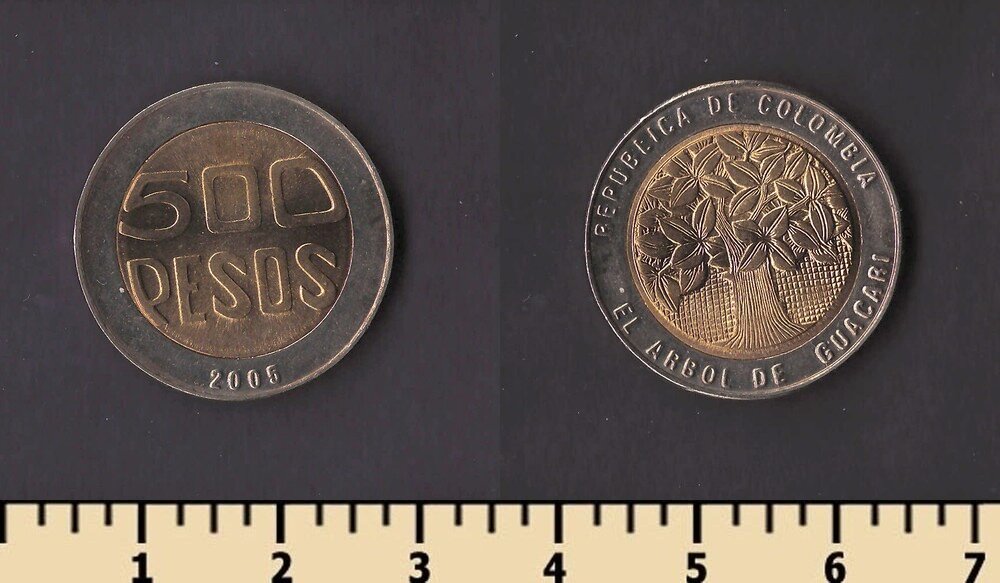 500
PESOS
2005
REPUBLICA DE COLOMBIA
· EL ARBOL DE GUACARI
1 2 3 4 5 6 7